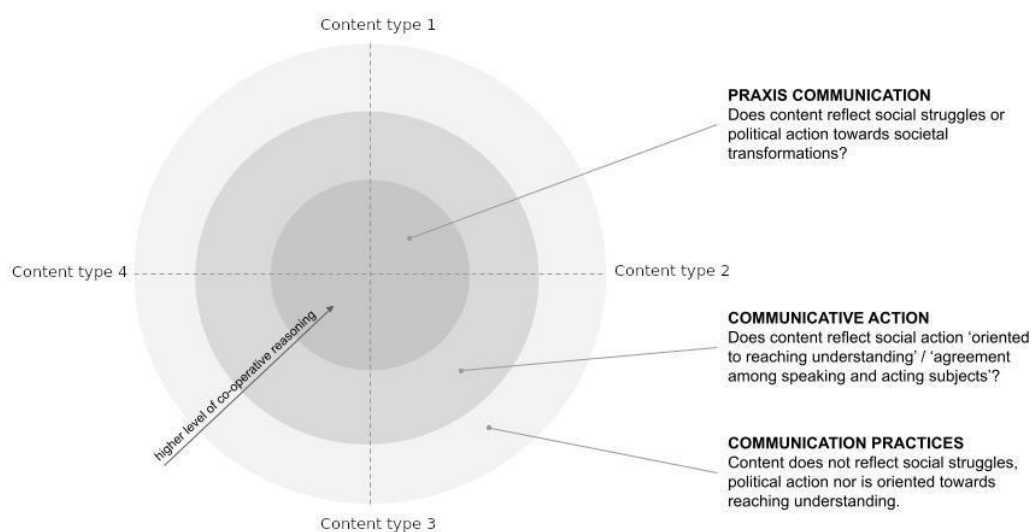 Content type 1
PRAXIS COMMUNICATION
Does content reflect social struggles or
political action towards societal
transformations?
Content type 4
Content type 2
higher level of co-operative reasoning
COMMUNICATIVE ACTION
Does content reflect social action ‘oriented
to reaching understanding’ / ‘agreement
among speaking and acting subjects’?
COMMUNICATION PRACTICES
Content does not reflect social struggles,
political action nor is oriented towards
reaching understanding.
Content type 3